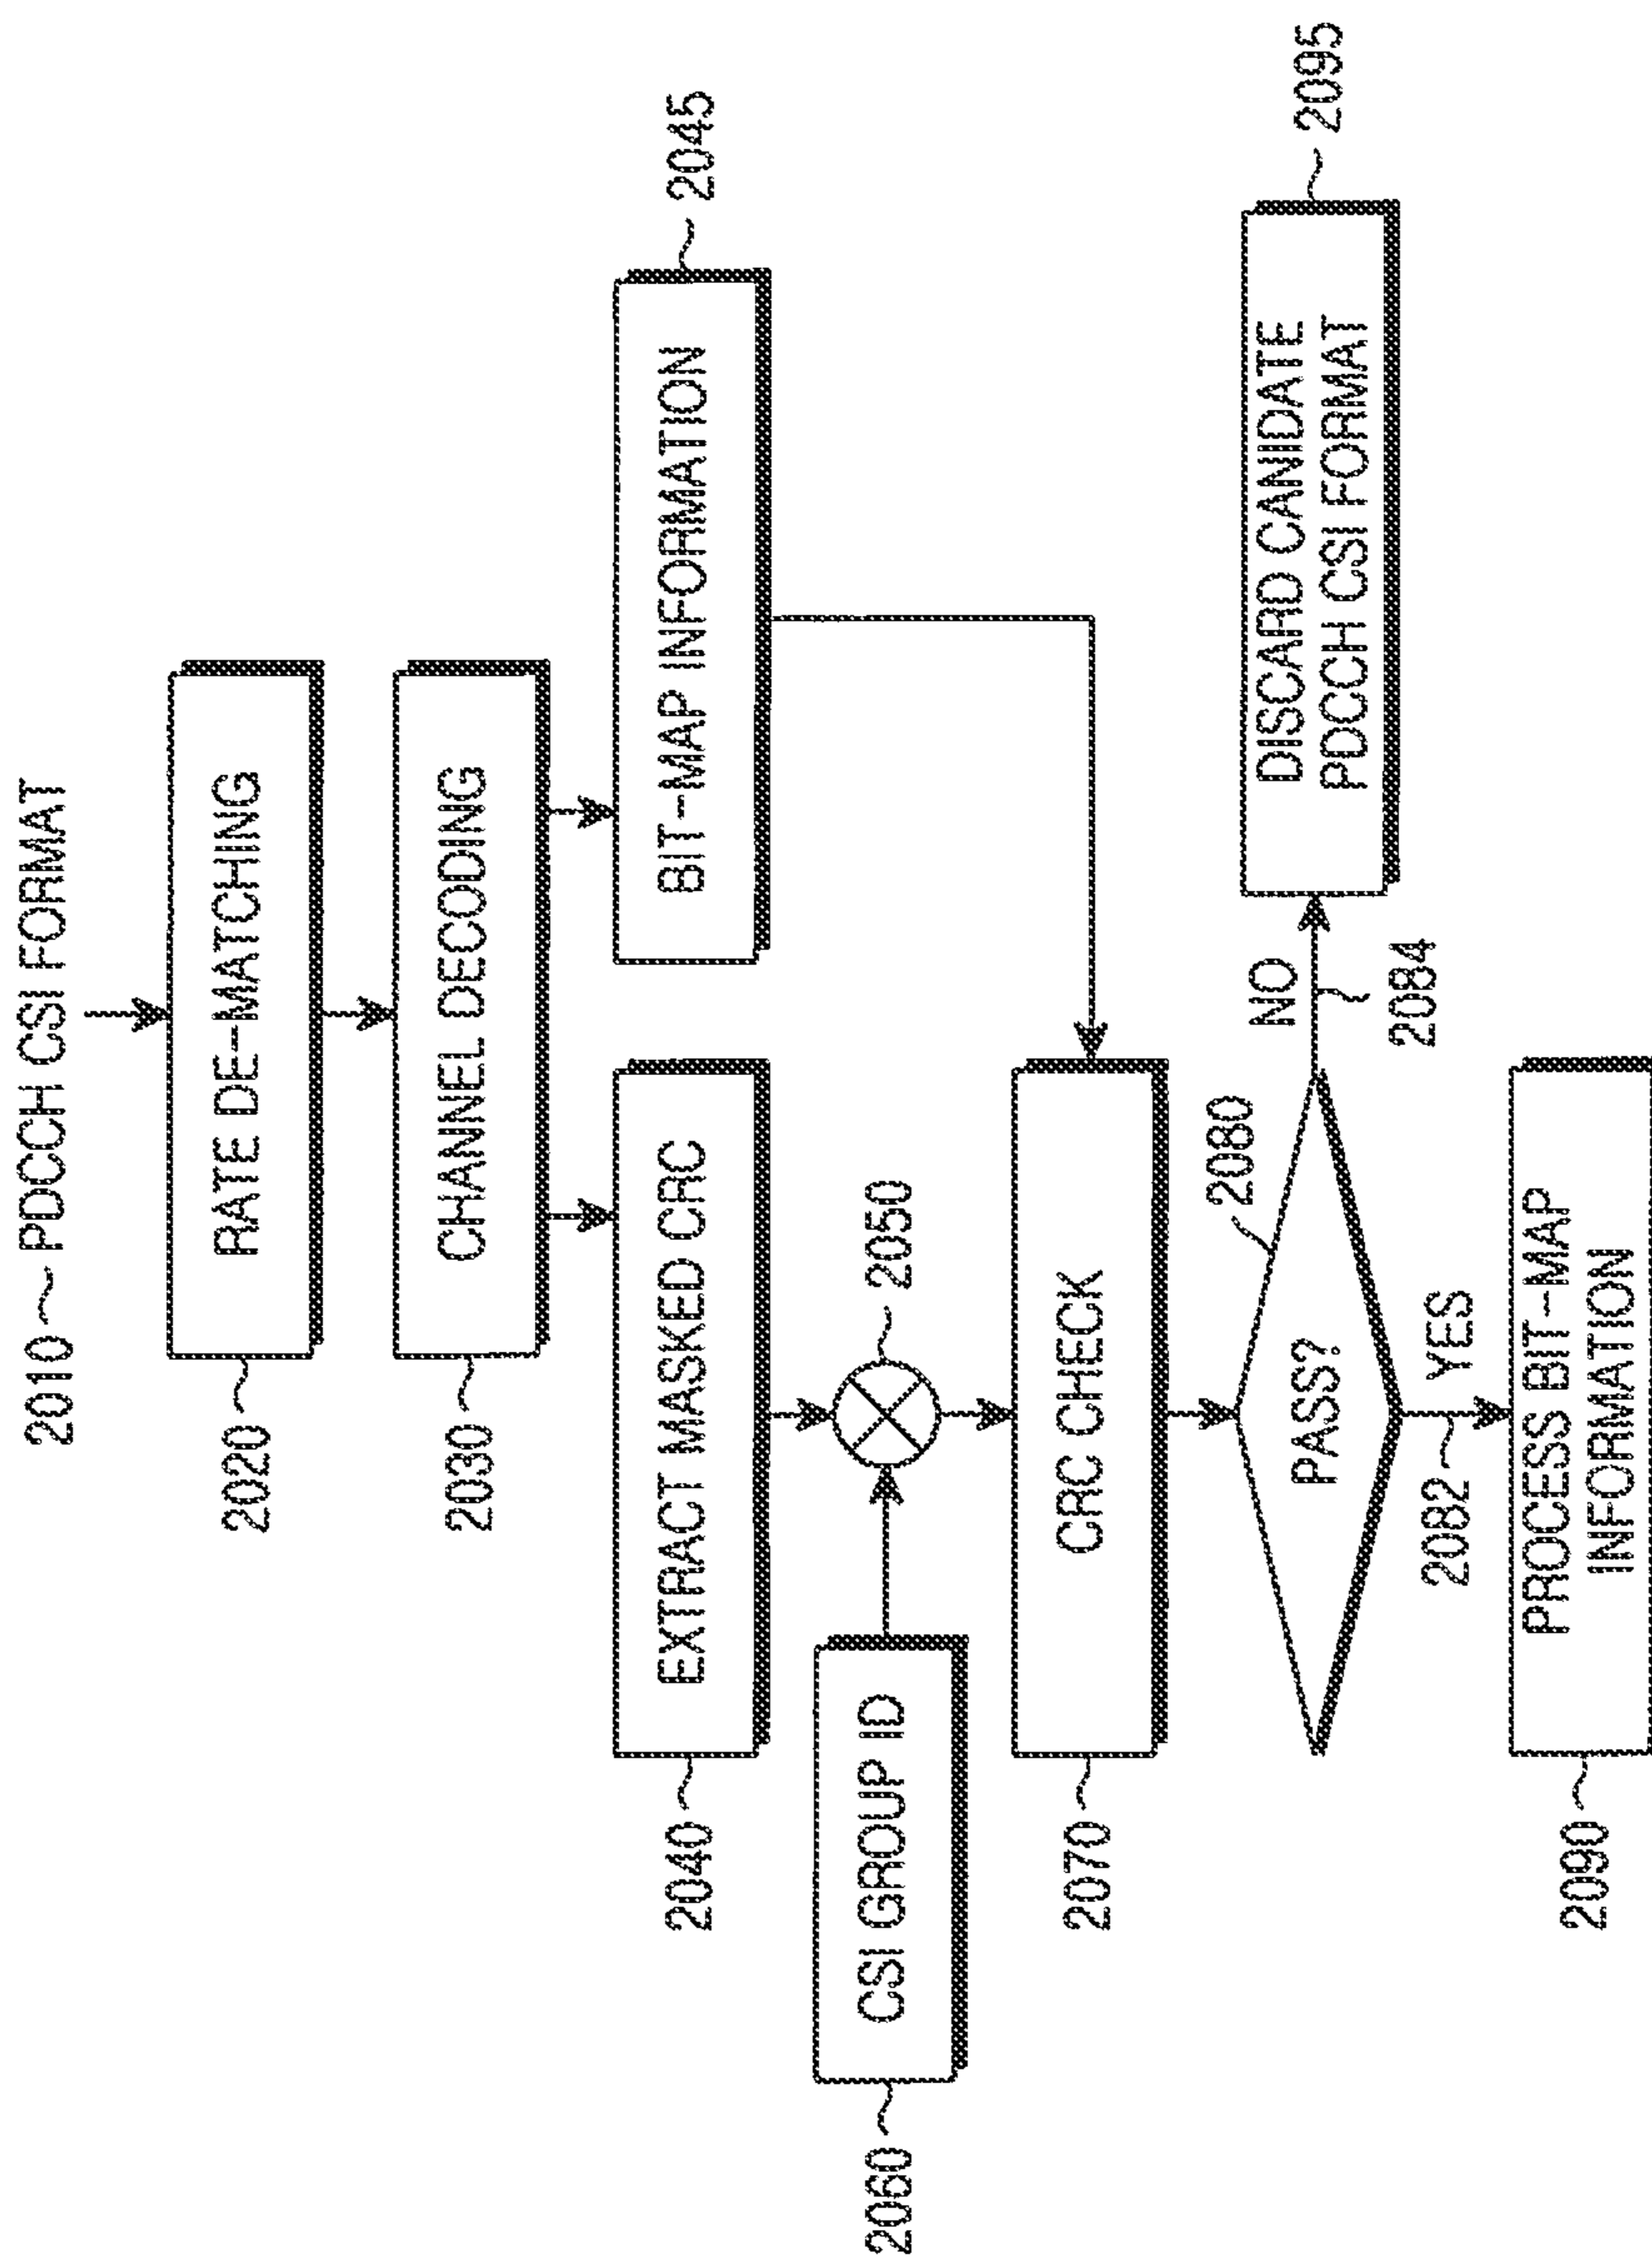 2010 PDCCH CSI FORMAT
2020
RATE DE-MATCHING
2030
CHANNEL DECODING
2040
EXTRACT MASKED CRC
BIT-MAP INFORMATION
2045
2060
CSI GROUP ID
2050
2070
CRC CHECK
2080
PASS?
NO
2084
DISCARD CANIDATE
PDCCH CSI FORMAT
2095
2082
YES
2090
PROCESS BIT-MAP
INFORMATION